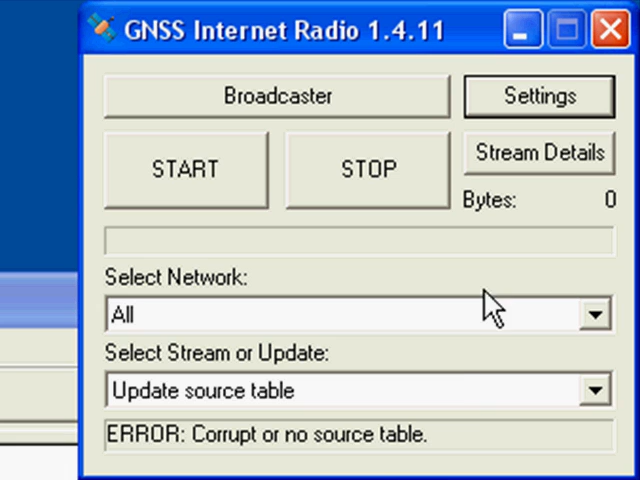 GNSS Internet Radio 1.4.11
Broadcaster
Settings
START
STOP
Stream Details
Bytes: 0
Select Network:
All
Select Stream or Update:
Update source table
ERROR: Corrupt or no source table.